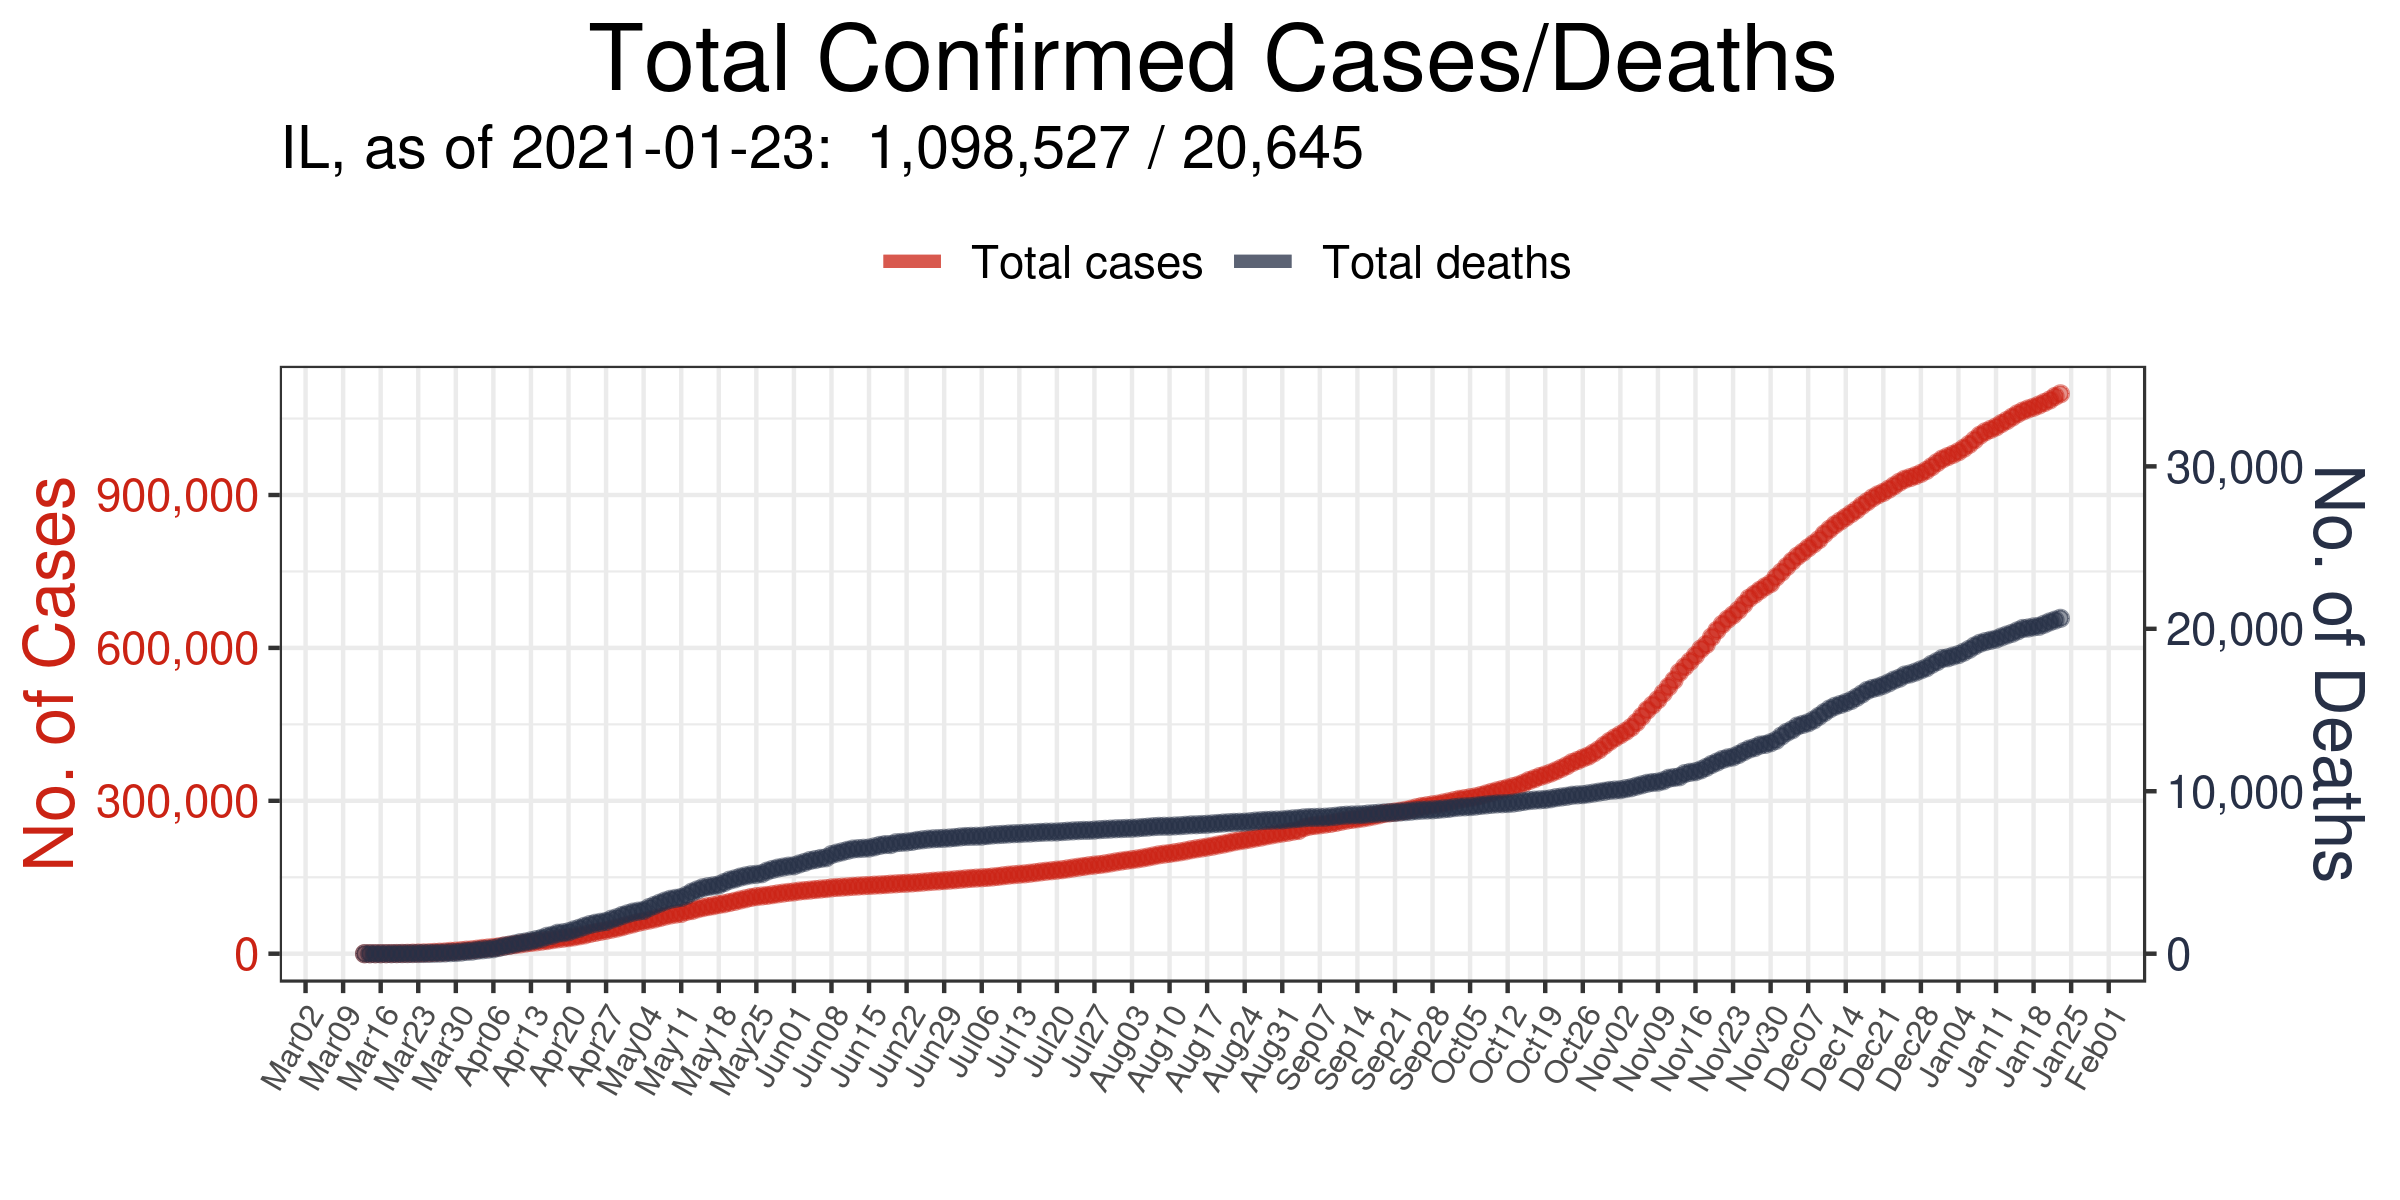 Total Confirmed Cases/Deaths
IL, as of 2021-01-23:  1,098,527 / 20,645
Total cases
Total deaths
No. of Cases
900,000
600,000
300,000
0
30,000
20,000
10,000
0
No. of Deaths
Mar02
Mar09
Mar16
Mar23
Mar30
Apr06
Apr13
Apr20
Apr27
May04
May11
May18
May25
Jun01
Jun08
Jun15
Jun22
Jun29
Jul06
Jul13
Jul20
Jul27
Aug03
Aug10
Aug17
Aug24
Aug31
Sep07
Sep14
Sep21
Sep28
Oct05
Oct12
Oct19
Oct26
Nov02
Nov09
Nov16
Nov23
Nov30
Dec07
Dec14
Dec21
Dec28
Jan04
Jan11
Jan18
Jan25
Feb01